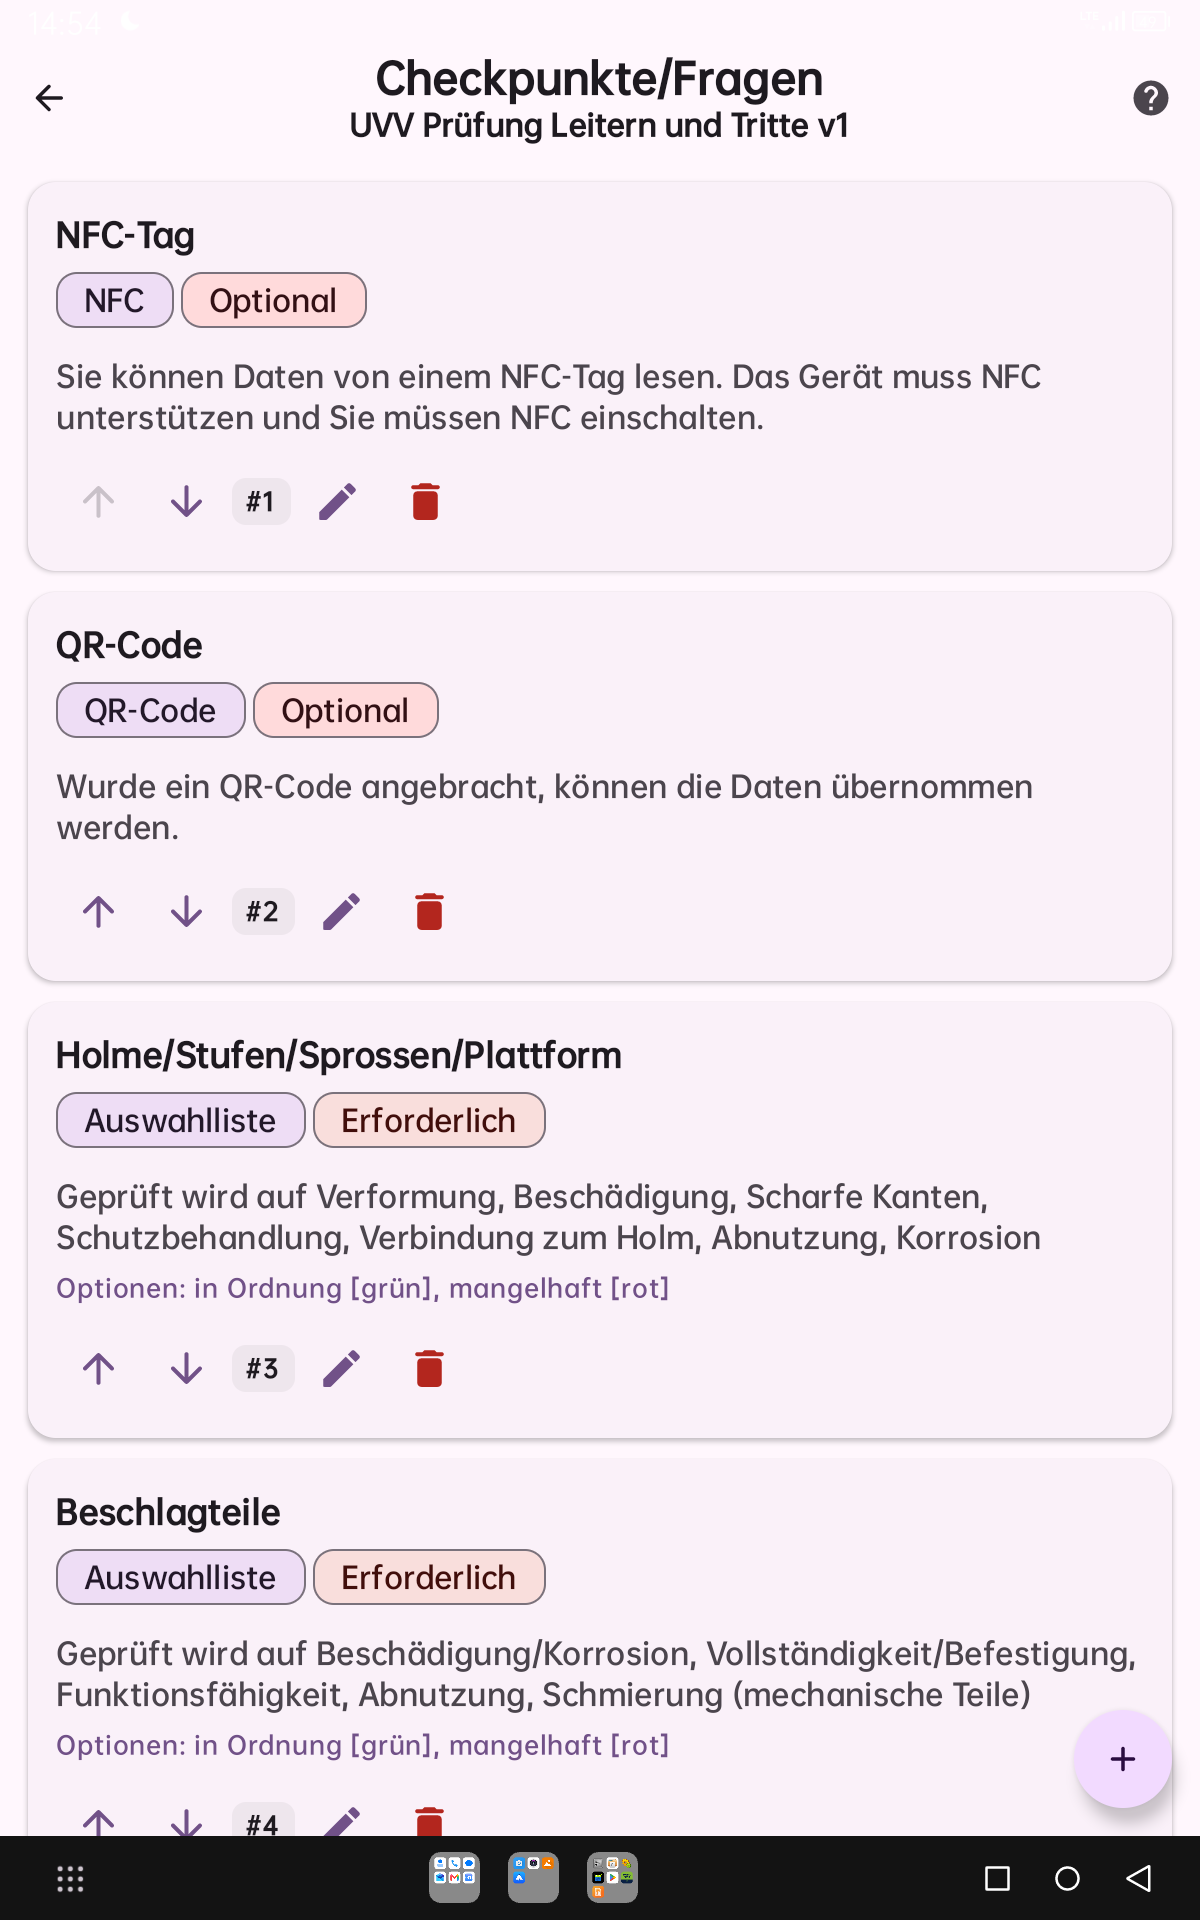 14:54
Checkpunkte/Fragen
UVV Prüfung Leitern und Tritte v1
NFC-Tag
NFC
Optional
Sie können Daten von einem NFC-Tag lesen. Das Gerät muss NFC
unterstützen und Sie müssen NFC einschalten.
#1
QR-Code
QR-Code
Optional
Wurde ein QR-Code angebracht, können die Daten übernommen
werden.
#2
Holme/Stufen/Sprossen/Plattform
Auswahlliste
Erforderlich
Geprüft wird auf Verformung, Beschädigung, Scharfe Kanten,
Schutzbehandlung, Verbindung zum Holm, Abnutzung, Korrosion
Optionen: in Ordnung [grün], mangelhaft [rot]
#3
Beschlagteile
Auswahlliste
Erforderlich
Geprüft wird auf Beschädigung/Korrosion, Vollständigkeit/Befestigung,
Funktionsfähigkeit, Abnutzung, Schmierung (mechanische Teile)
Optionen: in Ordnung [grün], mangelhaft [rot]
#4